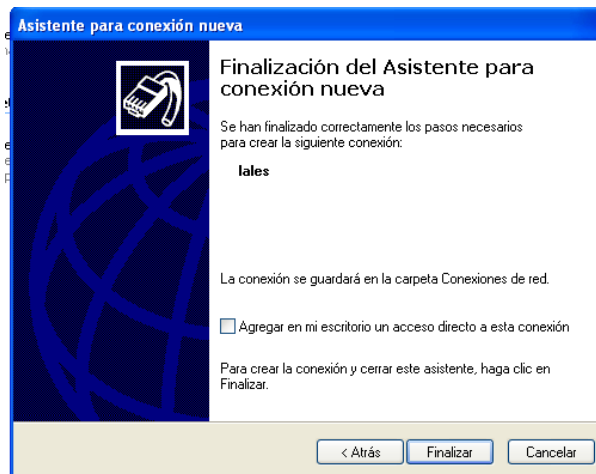 Asistente para conexión nueva
Finalización del Asistente para
conexión nueva
Se han finalizado correctamente los pasos necesarios
para crear la siguiente conexión:
lales
La conexión se guardará en la carpeta Conexiones de red.
Agregar en mi escritorio un acceso directo a esta conexión
Para crear la conexión y cerrar este asistente, haga clic en
Finalizar.
< Atrás
Finalizar
Cancelar